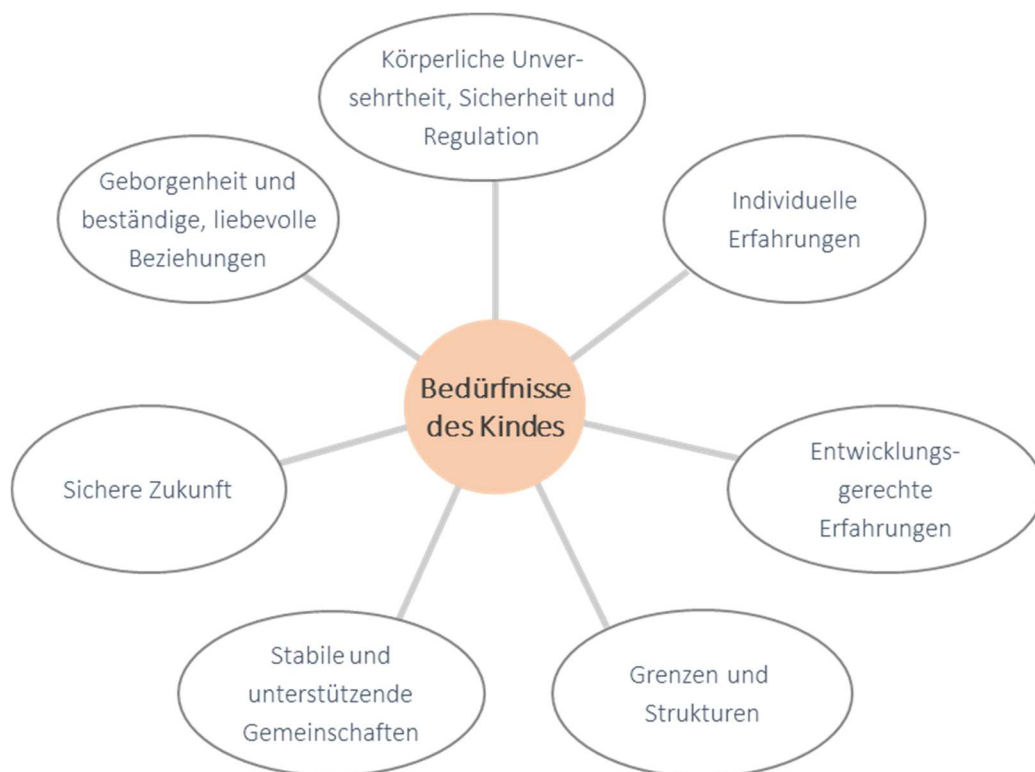 Körperliche Unver-
sehrtheit, Sicherheit und
Regulation
Geborgenheit und
beständige, liebevolle
Beziehungen
Individuelle
Erfahrungen
Bedürfnisse
des Kindes
Sichere Zukunft
Entwicklungs-
gerechte
Erfahrungen
Stabile und
unterstützende
Gemeinschaften
Grenzen und
Strukturen